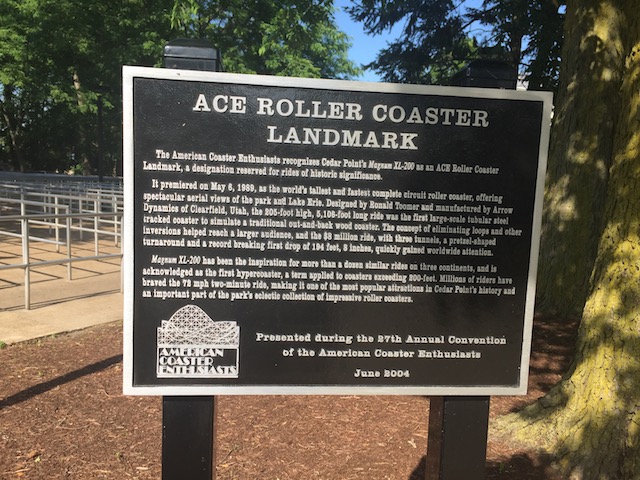 ACE ROLLER COASTER
LANDMARK
The American Coaster Enthusiasts recognizes Cedar Point's Magnum XL-200 as an ACE Roller Coaster
Landmark, a designation reserved for rides of historic significance.
It premiered on May 6, 1989, as the world's tallest and fastest complete circuit roller coaster, offering
spectacular aerial views of the park and Lake Erie. Designed by Ronald Toomer and manufactured by Arrow
Dynamics of Clearfield, Utah, the 205-foot high, 5,106-foot long ride was the first large-scale tubular steel
tracked coaster to simulate a traditional out-and-back wood coaster. The concept of eliminating loops and other
inversions helped reach a larger audience, and the $8 million ride, with three tunnels, a pretzel-shaped
turnaround and a record breaking first drop of 194 feet, 8 inches, quickly gained worldwide attention.
Magnum XL-200 has been the inspiration for more than a dozen similar rides on three continents, and is
acknowledged as the first hypercoaster, a term applied to coasters exceeding 200-feet. Millions of riders have
braved the 72 mph two-minute ride, making it one of the most popular attractions in Cedar Point's history and
an important part of the park's eclectic collection of impressive roller coasters.
AMERICAN
COASTER
ENTHUSIASTS
Presented during the 27th Annual Convention
of the American Coaster Enthusiasts
June 2004